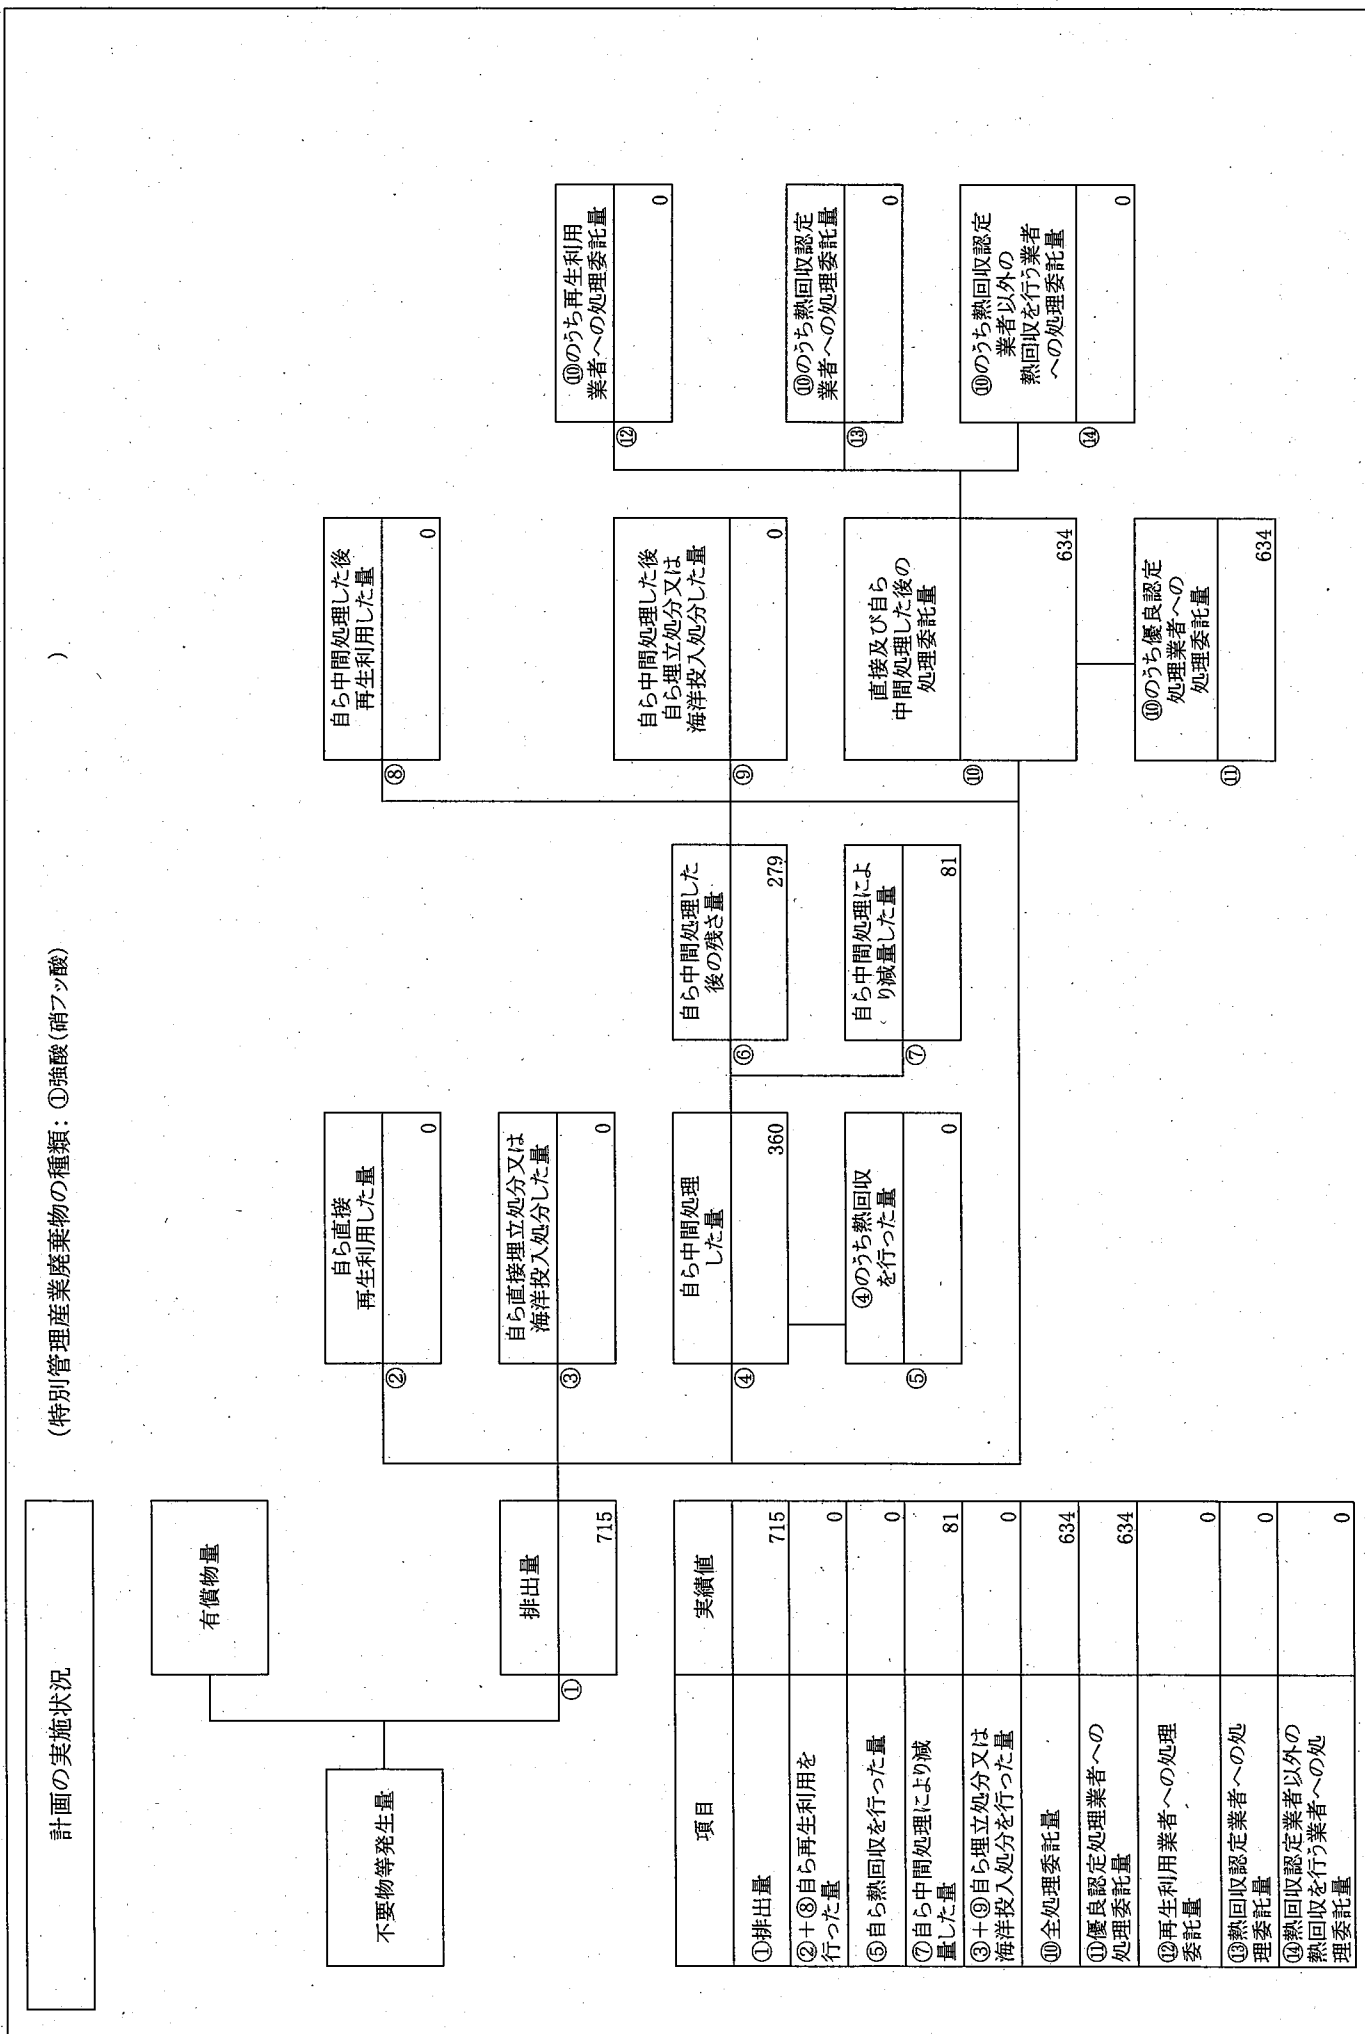 計画の実施状況
(特別管理産業廃棄物の種類：①強酸(硝フッ酸)
)
不要物等発生量
有償物量
①
排出量
715
②
自ら直接
再生利用した量
0
③
自ら直接埋立処分又は
海洋投入処分した量
0
④
自ら中間処理
した量
360
⑤
④のうち熱回収
を行った量
0
⑥
自ら中間処理した
後の残さ量
279
⑦
自ら中間処理によ
り減量した量
81
⑧
自ら中間処理した後
再生利用した量
0
⑨
自ら中間処理した後
自ら埋立処分又は
海洋投入処分した量
0
⑩
直接及び自ら
中間処理した後の
処理委託量
634
⑪
⑩のうち優良認定
処理業者への
処理委託量
634
⑫
⑩のうち再生利用
業者への処理委託量
0
⑬
⑩のうち熱回収認定
業者への処理委託量
0
⑭
⑩のうち熱回収認定
業者以外の
熱回収を行う業者
への処理委託量
0
項目 実績値
①排出量 715
②＋⑧自ら再生利用を
行った量 0
⑤自ら熱回収を行った量 0
⑦自ら中間処理により減
量した量 81
③＋⑨自ら埋立処分又は
海洋投入処分を行った量 0
⑩全処理委託量 634
⑪優良認定処理業者への
処理委託量 634
⑫再生利用業者への処理
委託量 0
⑬熱回収認定業者への処
理委託量 0
⑭熱回収認定業者以外の
熱回収を行う業者への処
理委託量 0